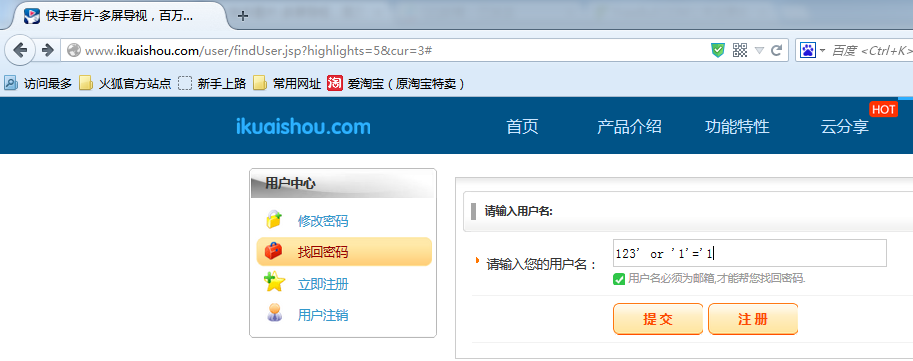 快手看片-多屏导视，百万...
www.ikuaishou.com/user/findUser.jsp?highlights=5&cur=3#
百度 <Ctrl+K>
访问最多 火狐官方站点 新手上路 常用网址 淘 爱淘宝（原淘宝特卖）
ikuaishou.com 首页 产品介绍 功能特性 云分享 HOT
用户中心
修改密码
找回密码
立即注册
用户注销
请输入用户名:
请输入您的用户名： 123' or '1'='1
用户名必须为邮箱,才能帮您找回密码.
提 交 注 册